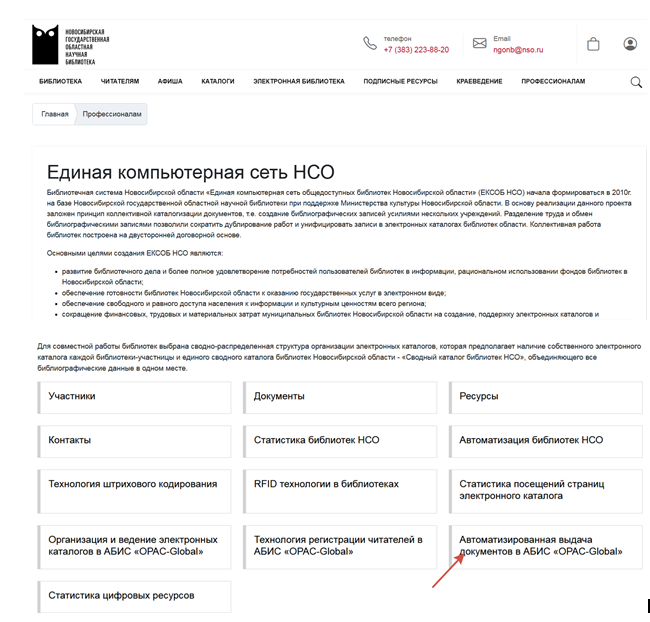 НОВОСИБИРСКАЯ
ГОСУДАРСТВЕННАЯ
ОБЛАСТНАЯ
НАУЧНАЯ
БИБЛИОТЕКА
телефон
+7 (383) 223-88-20
Email
ngonb@nso.ru
БИБЛИОТЕКА ЧИТАТЕЛЯМ АФИША КАТАЛОГИ ЭЛЕКТРОННАЯ БИБЛИОТЕКА ПОДПИСНЫЕ РЕСУРСЫ КРАЕВЕДЕНИЕ ПРОФЕССИОНАЛАМ
Главная Профессионалам
Единая компьютерная сеть НСО
Библиотечная система Новосибирской области «Единая компьютерная сеть общедоступных библиотек Новосибирской области» (ЕКСОБ НСО) начала формироваться в 2010г.
на базе Новосибирской государственной областной научной библиотеки при поддержке Министерства культуры Новосибирской области. В основу реализации данного проекта
заложен принцип коллективной каталогизации документов, т.е. создание библиографических записей усилиями нескольких учреждений. Разделение труда и обмен
библиографическими записями позволили сократить дублирование работ и унифицировать записи в электронных каталогах библиотек области. Коллективная работа
библиотек построена на двусторонней договорной основе.
Основными целями создания ЕКСОБ НСО являются:
• развитие библиотечного дела и более полное удовлетворение потребностей пользователей библиотек в информации, рациональном использовании фондов библиотек в
Новосибирской области;
• обеспечение готовности библиотек Новосибирской области к оказанию государственных услуг в электронном виде;
• обеспечение свободного и равного доступа населения к информации и культурным ценностям всего региона;
• сокращение финансовых, трудовых и материальных затрат муниципальных библиотек Новосибирской области на создание, поддержку электронных каталогов и
Для совместной работы библиотек выбрана сводно-распределенная структура организации электронных каталогов, которая предполагает наличие собственного электронного
каталога каждой библиотеки-участницы и единого сводного каталога библиотек Новосибирской области - «Сводный каталог библиотек НСО», объединяющего все
библиографические данные в одном месте.
Участники
Документы
Ресурсы
Контакты
Статистика библиотек НСО
Автоматизация библиотек НСО
Технология штрихового кодирования
RFID технологии в библиотеках
Статистика посещений страниц
электронного каталога
Организация и ведение электронных
каталогов в АБИС «OPAC-Global»
Технология регистрации читателей в
АБИС «OPAC-Global»
Автоматизированная выдача
документов в АБИС «OPAC-Global»
Статистика цифровых ресурсов